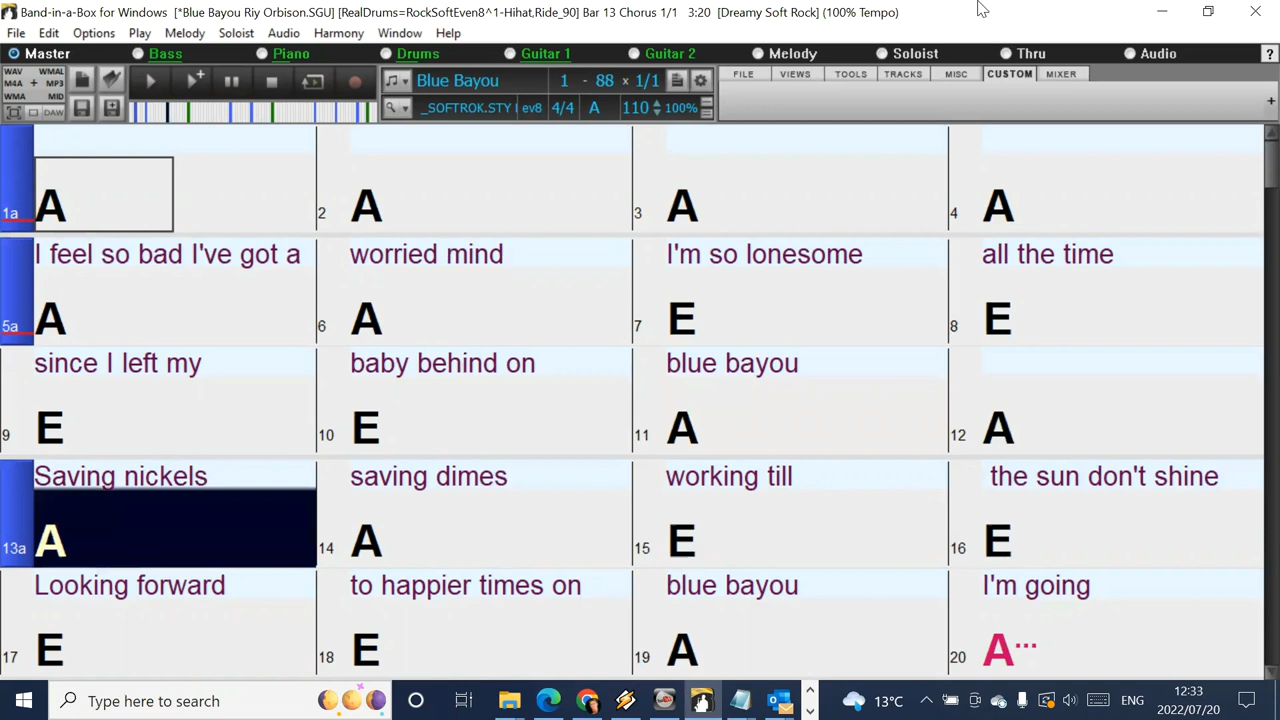 Band-in-a-Box for Windows [*Blue Bayou Riy Orbison.SGU] [RealDrums=RockSoftEven8^1-Hihat,Ride_90] Bar 13 Chorus 1/1 3:20 [Dreamy Soft Rock] (100% Tempo)
File Edit Options Play Melody Soloist Audio Harmony Window Help
Master Bass Piano Drums Guitar 1 Guitar 2 Melody Soloist Thru Audio ?
WAV WMAL
M4A + MP3
WMA MID
DAW
Blue Bayou 1 - 88 x 1/1
_SOFTROK.STY ev8 4/4 A 110 100%
FILE VIEWS TOOLS TRACKS MISC CUSTOM MIXER
+
1a A 2 A 3 A 4 A
I feel so bad I've got a worried mind I'm so lonesome all the time
5a A 6 A 7 E 8 E
since I left my baby behind on blue bayou
9 E 10 E 11 A 12 A
Saving nickels saving dimes working till the sun don't shine
13a A 14 A 15 E 16 E
Looking forward to happier times on blue bayou I'm going
17 E 18 E 19 A 20 A...
Type here to search 13°C ENG 12:33
2022/07/20